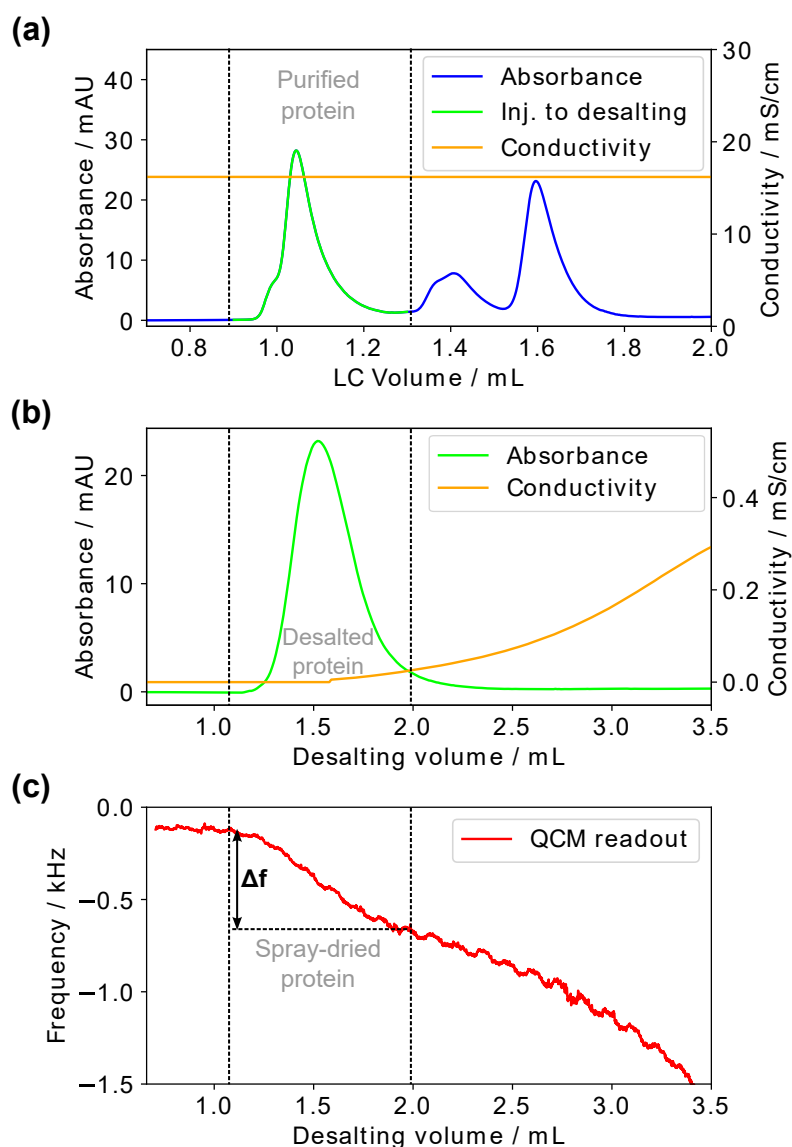 (a)
Absorbance / mAU
40
30
20
10
0
Purified
protein
Absorbance
Inj. to desalting
Conductivity
30
20
10
0
Conductivity / mS/cm
0.8 1.0 1.2 1.4 1.6 1.8 2.0
LC Volume / mL
(b)
Absorbance / mAU
20
10
0
Desalted
protein
Absorbance
Conductivity
0.4
0.2
0.0
Conductivity / mS/cm
1.0 1.5 2.0 2.5 3.0 3.5
Desalting volume / mL
(c)
Frequency / kHz
0.0
−0.5
−1.0
−1.5
QCM readout
Δf
Spray-dried
protein
1.0 1.5 2.0 2.5 3.0 3.5
Desalting volume / mL